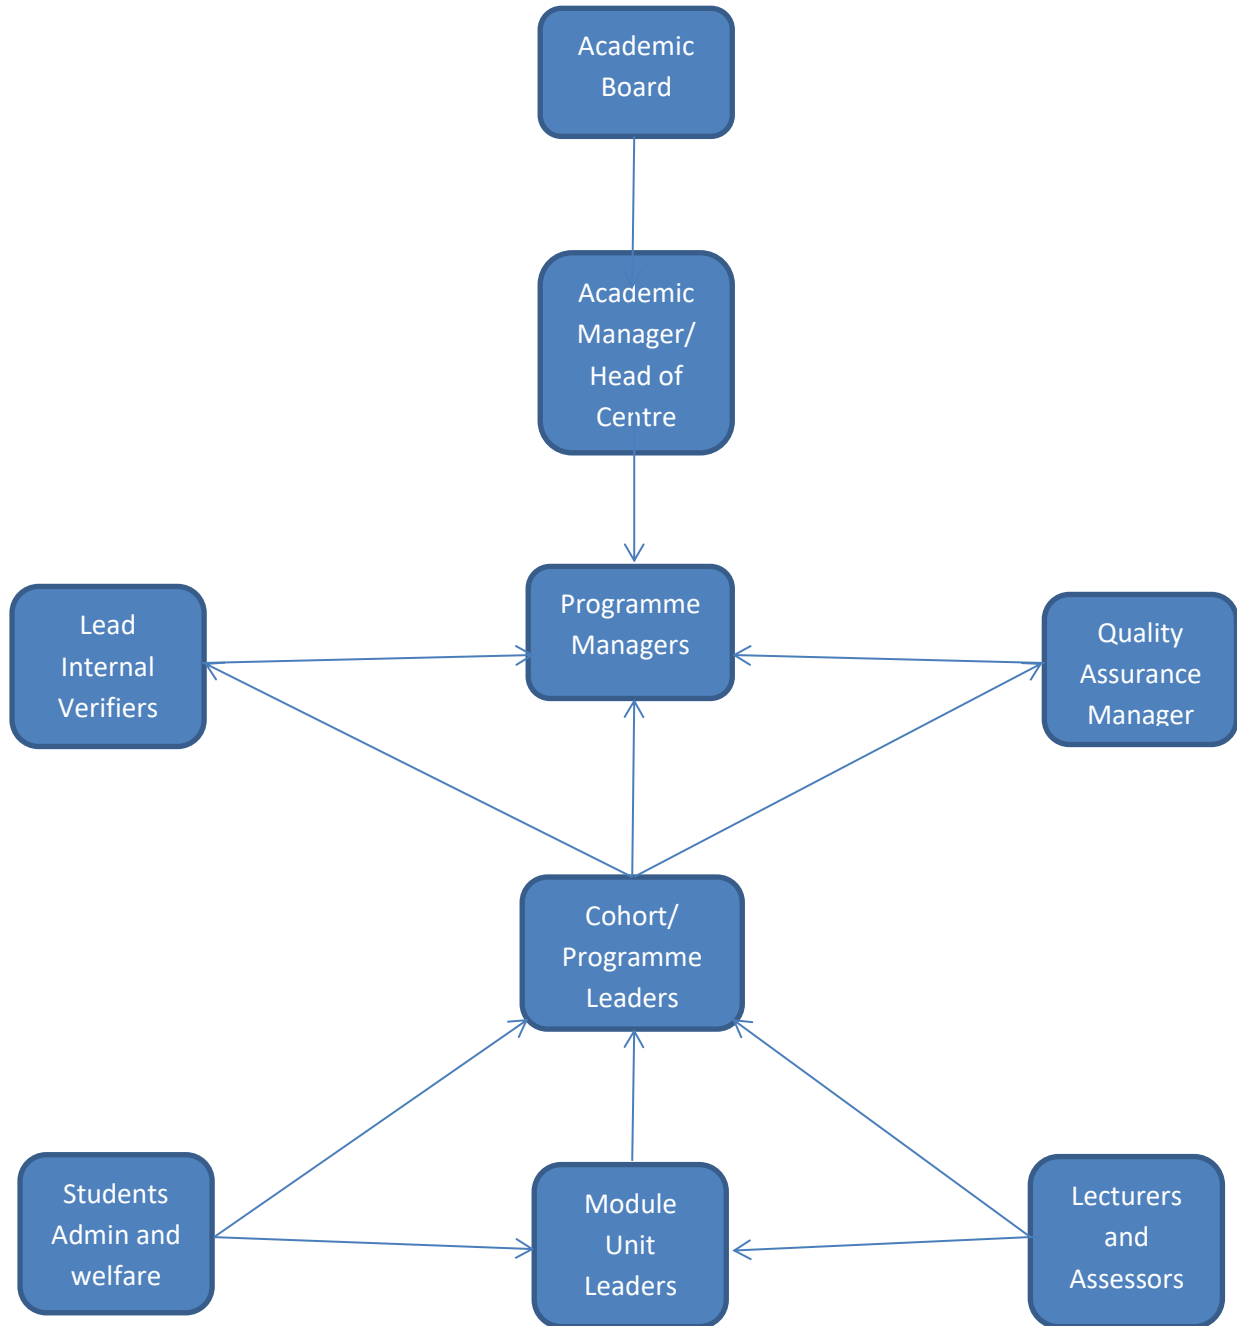 Academic
Board
Academic
Manager/
Head of
Centre
Programme
Managers
Lead
Internal
Verifiers
Quality
Assurance
Manager
Cohort/
Programme
Leaders
Students
Admin and
welfare
Module
Unit
Leaders
Lecturers
and
Assessors